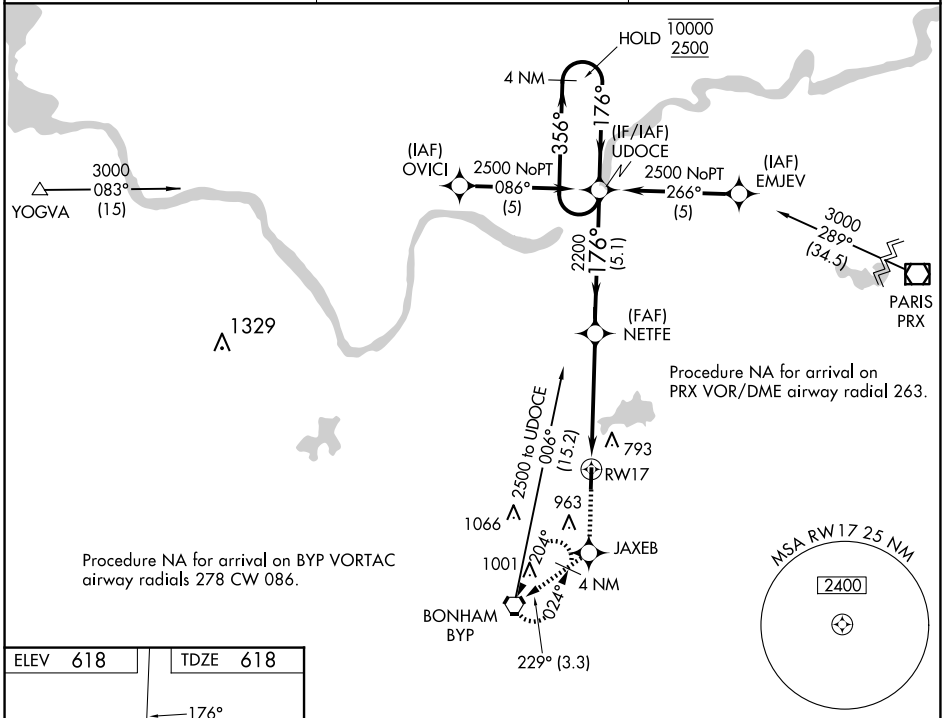 HOLD
10000
2500
4 NM
356°
176°
(IF/IAF)
UDOCE
(IAF)
OVICI
2500 NoPT
086°
(5)
2500 NoPT
266°
(5)
(IAF)
EMJEV
3000
083°
(15)
YOGVA
3000
289°
(34.5)
PARIS
PRX
2200
176°
(5.1)
(FAF)
NETFE
1329
Procedure NA for arrival on
PRX VOR/DME airway radial 263.
2500 to UDOCE
006°
(15.2)
793
RW17
963
1066
1001
204°
JAXEB
4 NM
024°
BONHAM
BYP
229° (3.3)
Procedure NA for arrival on BYP VORTAC
airway radials 278 CW 086.
MSA RW17 25 NM
2400
ELEV 618
TDZE 618
176°